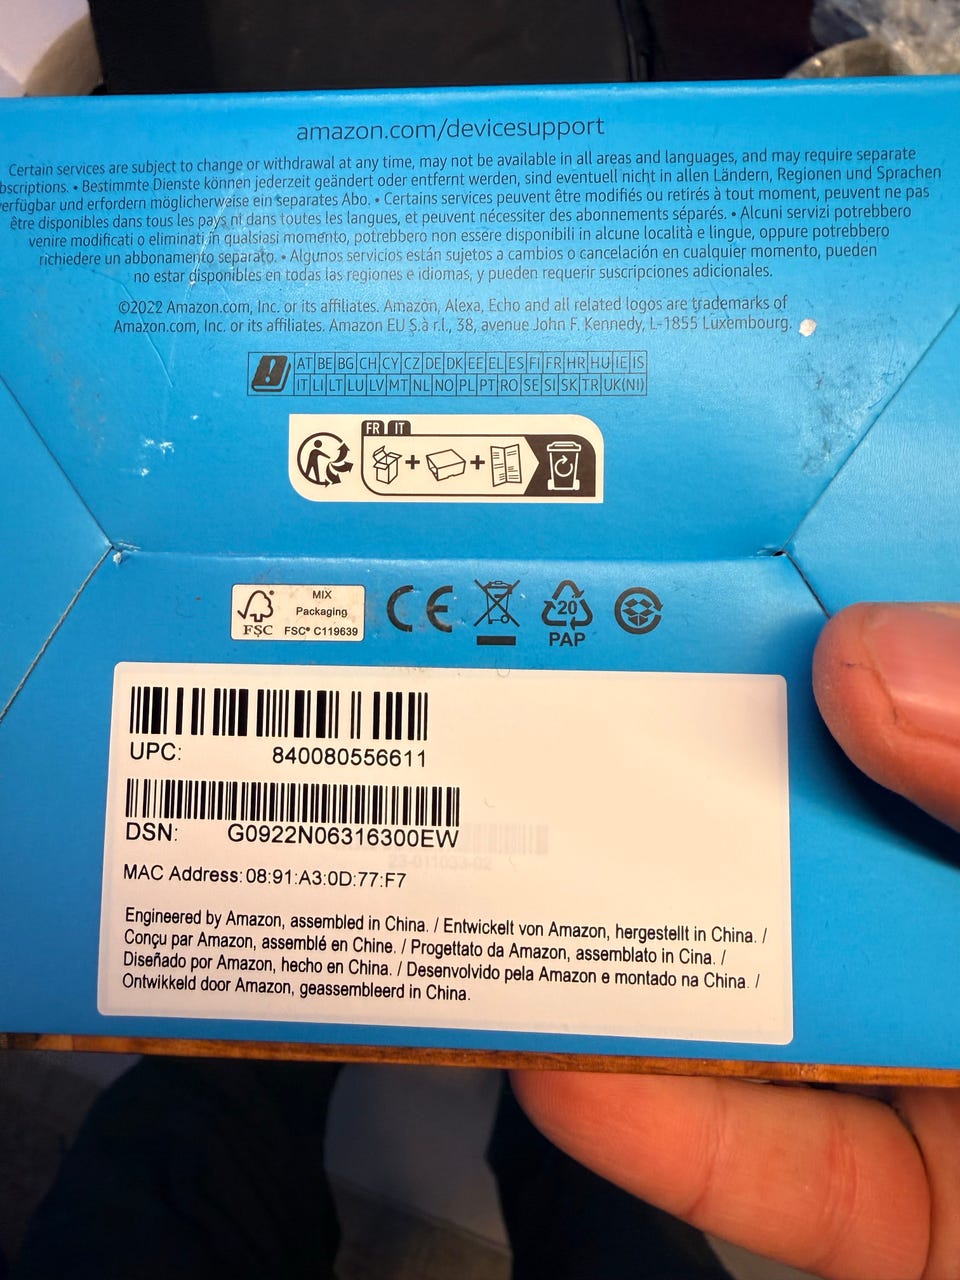 amazon.com/devicesupport
Certain services are subject to change or withdrawal at any time, may not be available in all areas and languages, and may require separate
bscriptions. • Bestimmte Dienste können jederzeit geändert oder entfernt werden, sind eventuell nicht in allen Ländern, Regionen und Sprachen
verfügbar und erfordern möglicherweise ein separates Abo. • Certains services peuvent être modifiés ou retirés à tout moment, peuvent ne pas
être disponibles dans tous les pays ni dans toutes les langues, et peuvent nécessiter des abonnements séparés. • Alcuni servizi potrebbero
venire modificati o eliminati in qualsiasi momento, potrebbero non essere disponibili in alcune località e lingue, oppure potrebbero
richiedere un abbonamento separato. • Algunos servicios están sujetos a cambios o cancelación en cualquier momento, pueden
no estar disponibles en todas las regiones e idiomas, y pueden requerir suscripciones adicionales.
©2022 Amazon.com, Inc. or its affiliates. Amazon, Alexa, Echo and all related logos are trademarks of
Amazon.com, Inc. or its affiliates. Amazon EU S.à r.l., 38, avenue John F. Kennedy, L-1855 Luxembourg.
AT BE BG CH CY CZ DE DK EE EL ES FI FR HR HU IE IS
IT LI LT LU LV MT NL NO PL PT RO SE SI SK TR UK(NI)
FR IT
MIX
Packaging
FSC FSC® C119639
CE
20
PAP
UPC: 840080556611
DSN: G0922N06316300EW
MAC Address: 08:91:A3:0D:77:F7
Engineered by Amazon, assembled in China. / Entwickelt von Amazon, hergestellt in China. /
Conçu par Amazon, assemblé en Chine. / Progettato da Amazon, assemblato in Cina. /
Diseñado por Amazon, hecho en China. / Desenvolvido pela Amazon e montado na China. /
Ontwikkeld door Amazon, geassembleerd in China.